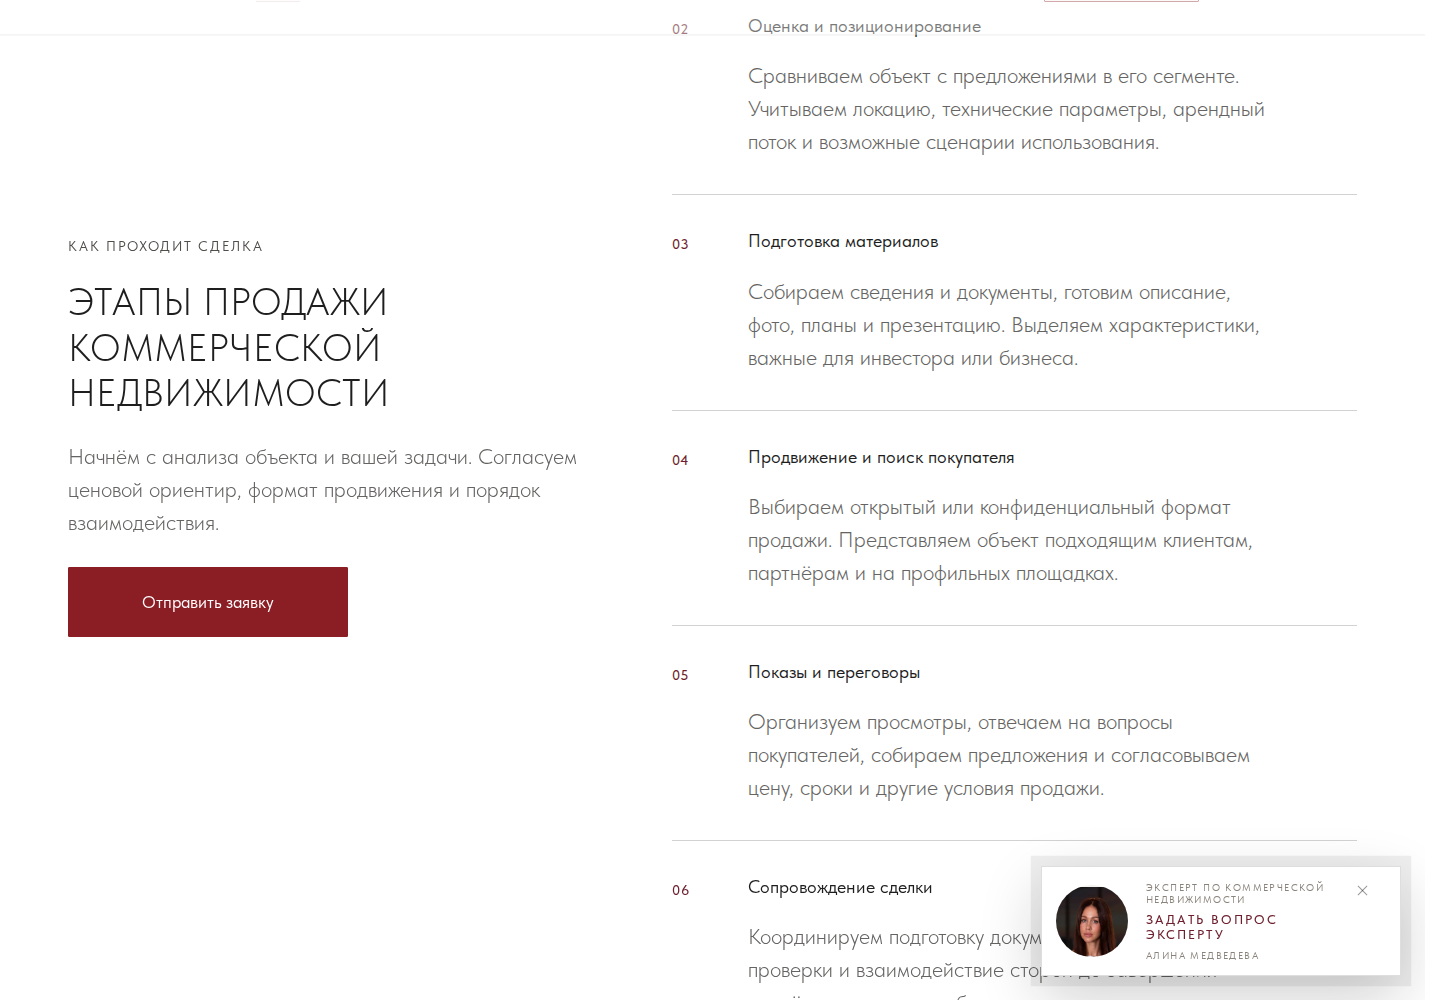 02
Оценка и позиционирование
Сравниваем объект с предложениями в его сегменте.
Учитываем локацию, технические параметры, арендный
поток и возможные сценарии использования.
КАК ПРОХОДИТ СДЕЛКА
ЭТАПЫ ПРОДАЖИ
КОММЕРЧЕСКОЙ
НЕДВИЖИМОСТИ
Начнём с анализа объекта и вашей задачи. Согласуем
ценовой ориентир, формат продвижения и порядок
взаимодействия.
Отправить заявку
03
Подготовка материалов
Собираем сведения и документы, готовим описание,
фото, планы и презентацию. Выделяем характеристики,
важные для инвестора или бизнеса.
04
Продвижение и поиск покупателя
Выбираем открытый или конфиденциальный формат
продажи. Представляем объект подходящим клиентам,
партнёрам и на профильных площадках.
05
Показы и переговоры
Организуем просмотры, отвечаем на вопросы
покупателей, собираем предложения и согласовываем
цену, сроки и другие условия продажи.
06
Сопровождение сделки
Координируем подготовку
проверки и взаимодействие
ЭКСПЕРТ ПО КОММЕРЧЕСКОЙ
НЕДВИЖИМОСТИ
ЗАДАТЬ ВОПРОС
ЭКСПЕРТУ
АЛИНА МЕДВЕДЕВА